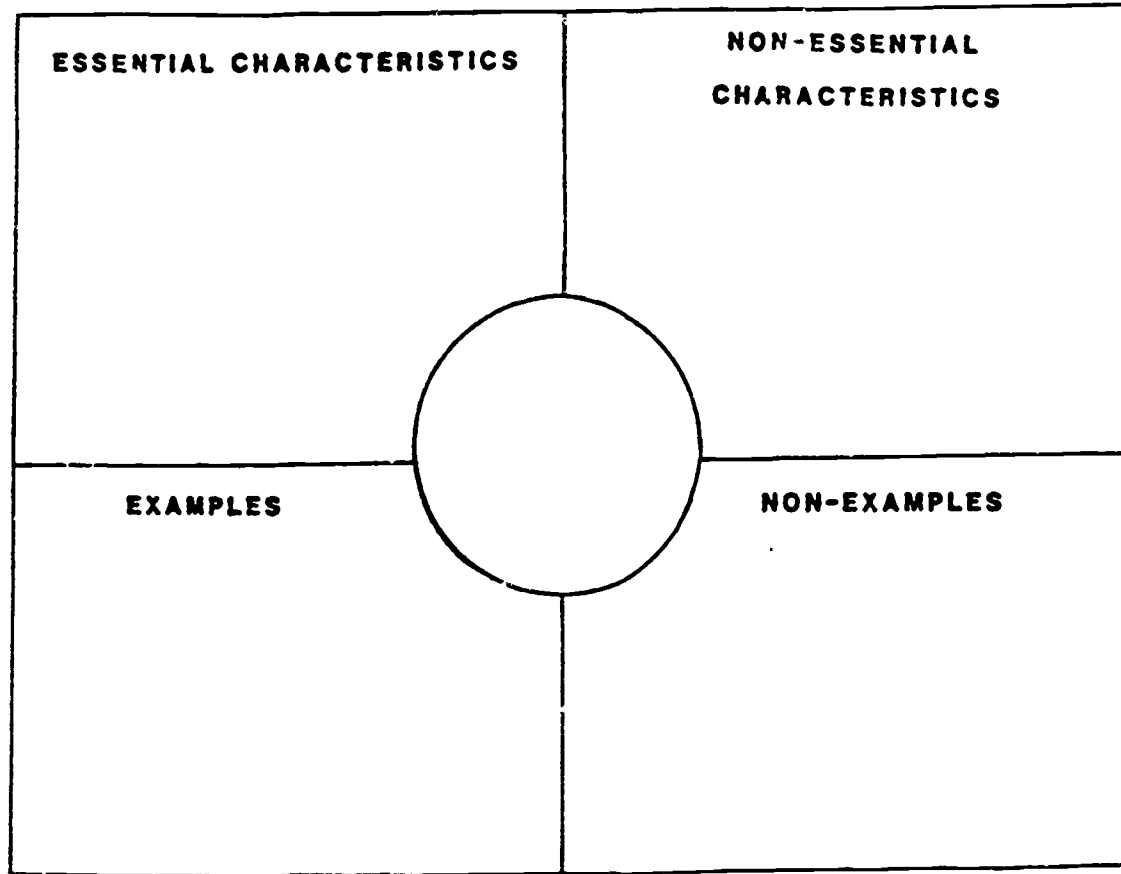 ESSENTIAL CHARACTERISTICS
NON-ESSENTIAL
CHARACTERISTICS
EXAMPLES
NON-EXAMPLES